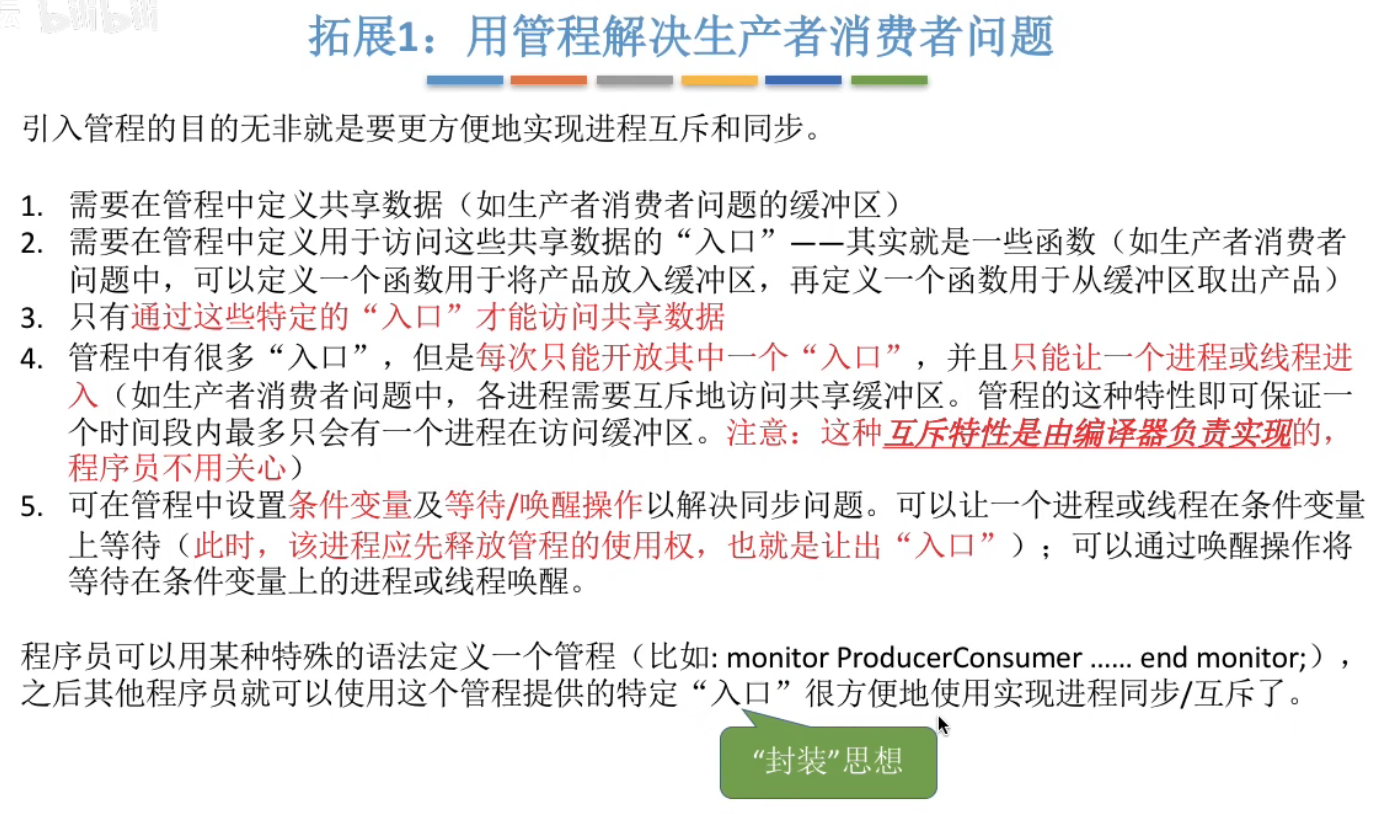 bilibili
拓展1：用管程解决生产者消费者问题
引入管程的目的无非就是要更方便地实现进程互斥和同步。
1. 需要在管程中定义共享数据（如生产者消费者问题的缓冲区）
2. 需要在管程中定义用于访问这些共享数据的“入口”——其实就是一些函数（如生产者消费者
问题中，可以定义一个函数用于将产品放入缓冲区，再定义一个函数用于从缓冲区取出产品）
3. 只有通过这些特定的“入口”才能访问共享数据
4. 管程中有很多“入口”，但是每次只能开放其中一个“入口”，并且只能让一个进程或线程进
入（如生产者消费者问题中，各进程需要互斥地访问共享缓冲区。管程的这种特性即可保证一
个时间段内最多只会有一个进程在访问缓冲区。注意：这种互斥特性是由编译器负责实现的，
程序员不用关心）
5. 可在管程中设置条件变量及等待/唤醒操作以解决同步问题。可以让一个进程或线程在条件变量
上等待（此时，该进程应先释放管程的使用权，也就是让出“入口”）；可以通过唤醒操作将
等待在条件变量上的进程或线程唤醒。
程序员可以用某种特殊的语法定义一个管程（比如: monitor ProducerConsumer …… end monitor;），
之后其他程序员就可以使用这个管程提供的特定“入口”很方便地使用实现进程同步/互斥了。
“封装”思想